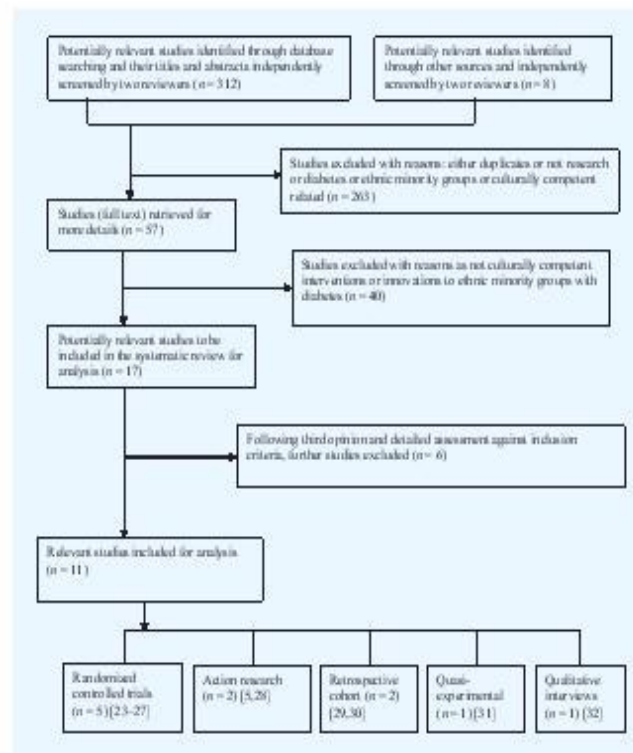 Potentially relevant studies identified through database
searching and their titles and abstracts independently
screened by two reviewers (n = 312)
Potentially relevant studies identified
through other sources and independently
screened by two reviewers (n = 8)
Studies excluded with reasons: either duplicates or not research
or diabetes or ethnic minority groups or culturally competent
related (n = 263)
Studies (full text) retrieved for
more details (n = 57)
Studies excluded with reasons as not culturally competent
interventions or innovations to ethnic minority groups with
diabetes (n = 40)
Potentially relevant studies to be
included in the systematic review for
analysis (n = 17)
Following third opinion and detailed assessment against inclusion
criteria, further studies excluded (n = 6)
Relevant studies included for analysis
(n = 11)
Randomised
controlled trials
(n = 5) [23–27]
Action research
(n = 2) [5,28]
Retrospective
cohort (n = 2)
[29,30]
Quasi-
experimental
(n = 1) [31]
Qualitative
interviews
(n = 1) [32]